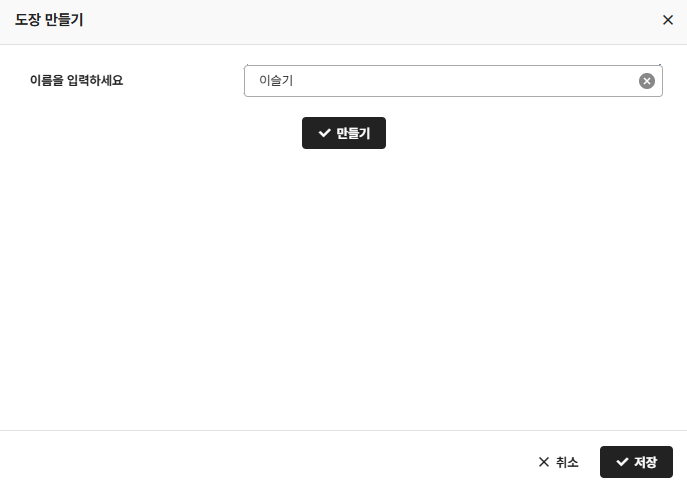 도장 만들기
이름을 입력하세요
이슬기
만들기
취소
저장